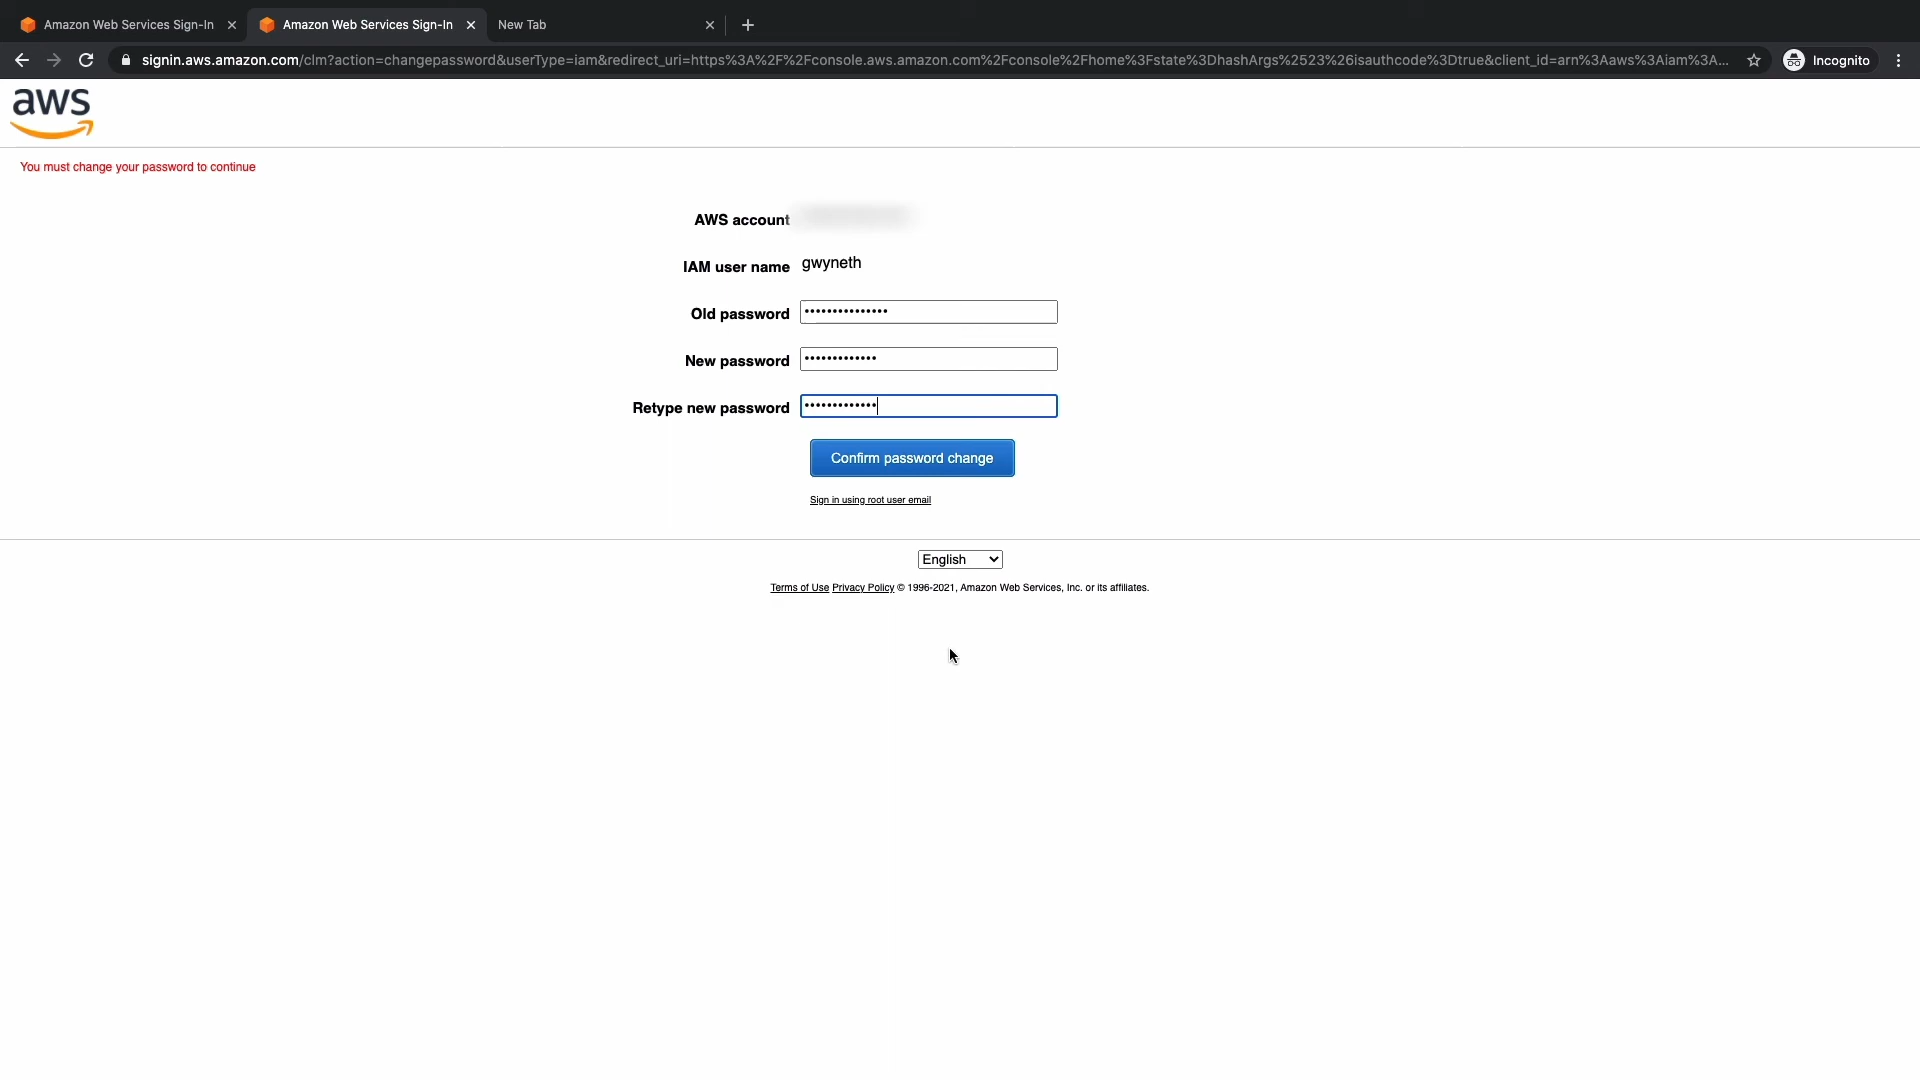 Amazon Web Services Sign-In
Amazon Web Services Sign-In
New Tab
signin.aws.amazon.com/clm?action=changepassword&userType=iam&redirect_uri=https%3A%2F%2Fconsole.aws.amazon.com%2Fconsole%2Fhome%3Fstate%3DhashArgs%2523%26isauthcode%3Dtrue&client_id=arn%3Aaws%3Aiam%3A...
Incognito
aws
You must change your password to continue
AWS account
IAM user name gwyneth
Old password •••••••••••••••
New password •••••••••••••
Retype new password •••••••••••••
Confirm password change
Sign in using root user email
English
Terms of Use Privacy Policy © 1996-2021, Amazon Web Services, Inc. or its affiliates.